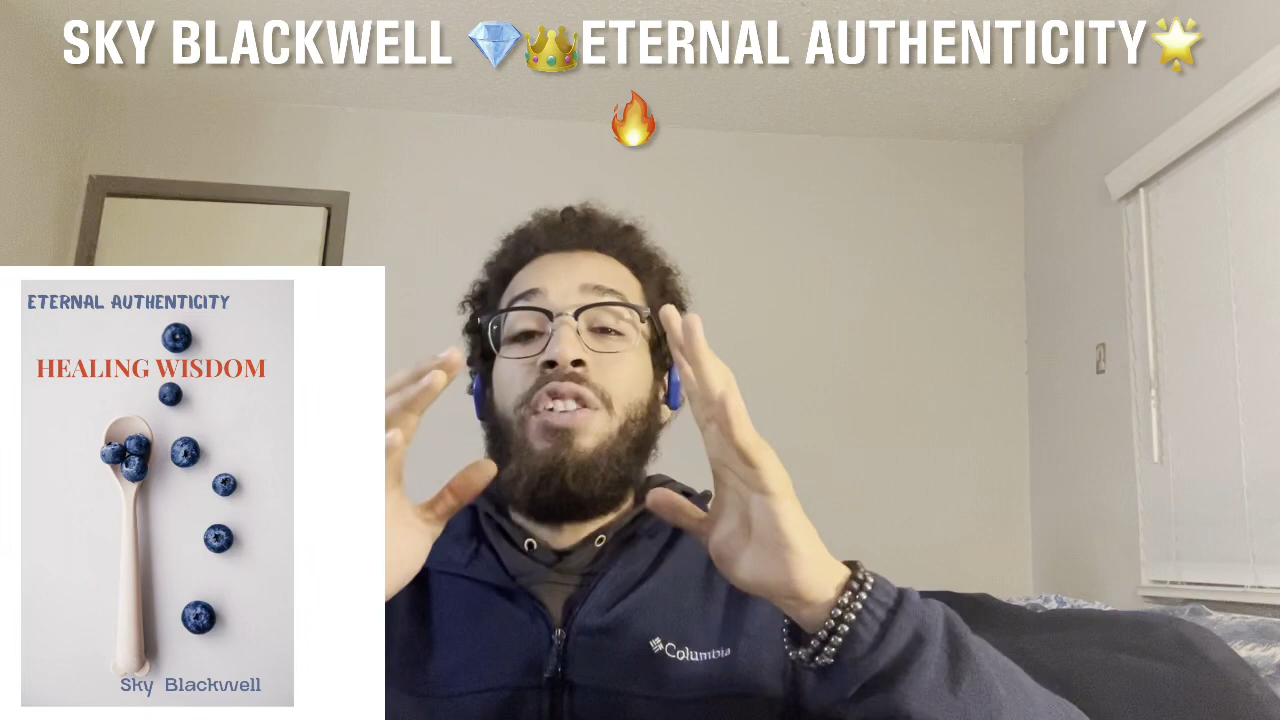 SKY BLACKWELL 💎👑ETERNAL AUTHENTICITY🌟
🔥
ETERNAL AUTHENTICITY
HEALING WISDOM
Sky Blackwell
Columbia